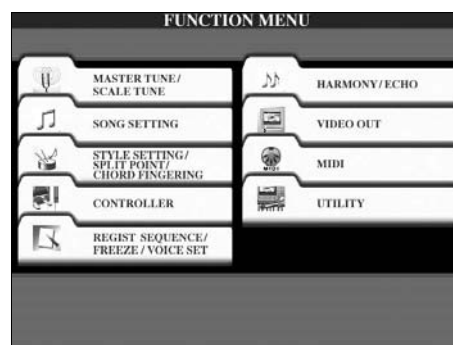 FUNCTION MENU
MASTER TUNE/
SCALE TUNE
SONG SETTING
STYLE SETTING/
SPLIT POINT/
CHORD FINGERING
CONTROLLER
REGIST SEQUENCE/
FREEZE / VOICE SET
HARMONY/ECHO
VIDEO OUT
MIDI
MIDI
UTILITY